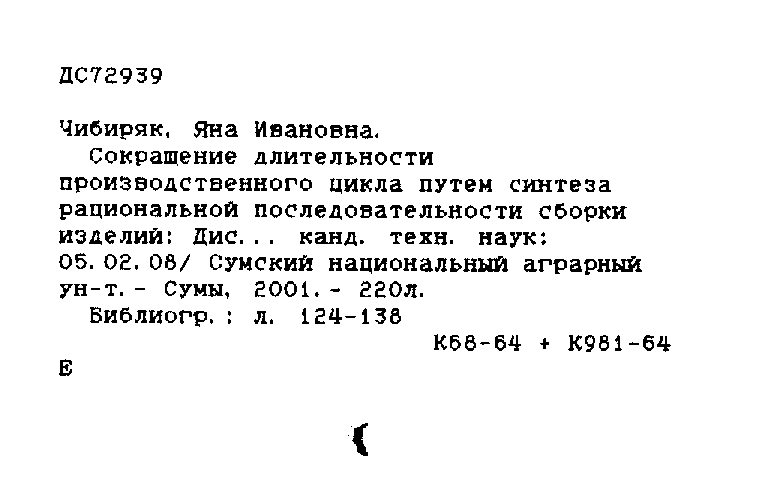 ДС72939
Чибиряк, Яна Ивановна.
Сокращение длительности
производственного цикла путем синтеза
рациональной последовательности сборки
изделий: Дис... канд. техн. наук:
05.02.08/ Сумский национальный аграрный
ун-т. - Сумы, 2001. - 220л.
Библиогр.: л. 124-138
К68-64 + К981-64
Е